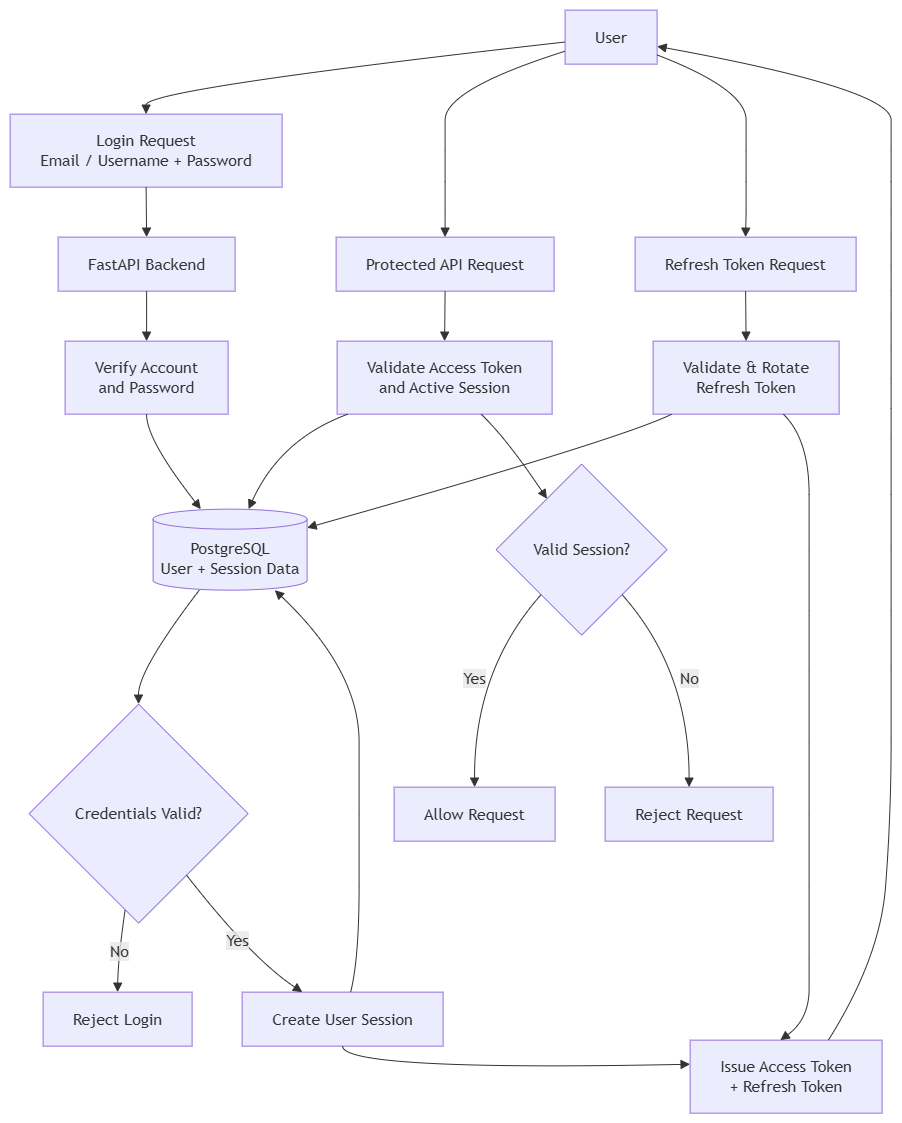 User
Login Request
Email / Username + Password
FastAPI Backend
Protected API Request
Refresh Token Request
Verify Account
and Password
Validate Access Token
and Active Session
Validate & Rotate
Refresh Token
PostgreSQL
User + Session Data
Valid Session?
Yes
No
Credentials Valid?
Allow Request
Reject Request
No
Yes
Reject Login
Create User Session
Issue Access Token
+ Refresh Token